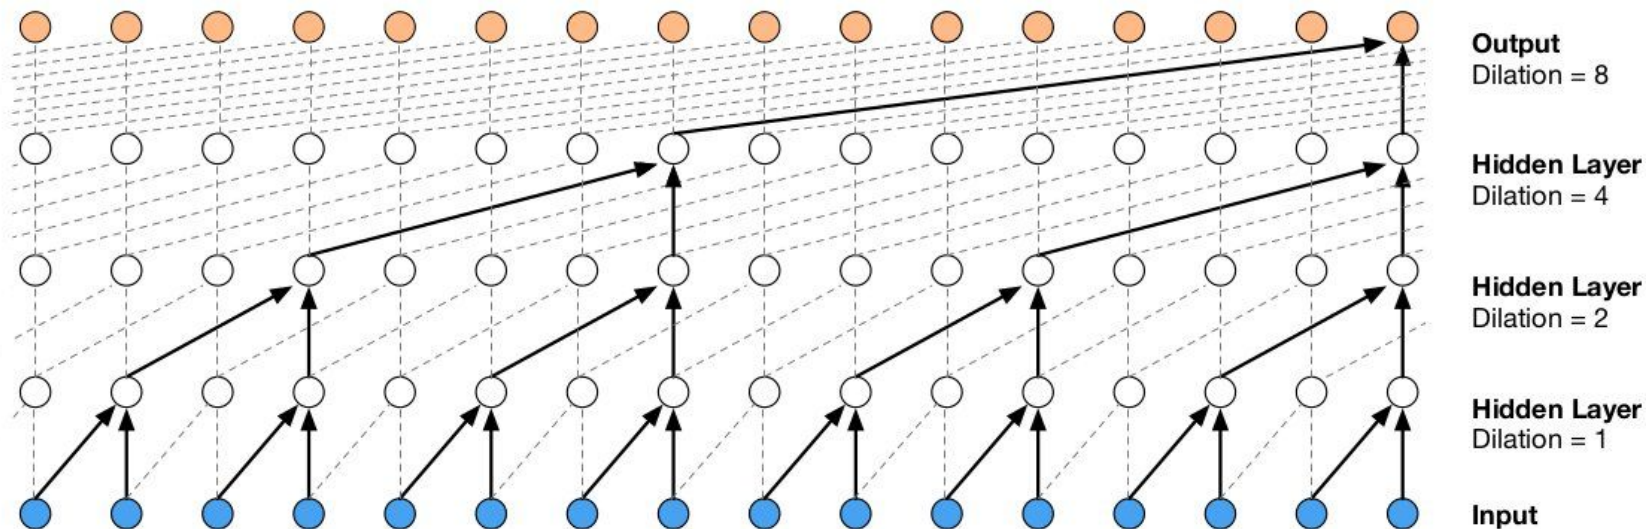 Output
Dilation = 8
Hidden Layer
Dilation = 4
Hidden Layer
Dilation = 2
Hidden Layer
Dilation = 1
Input